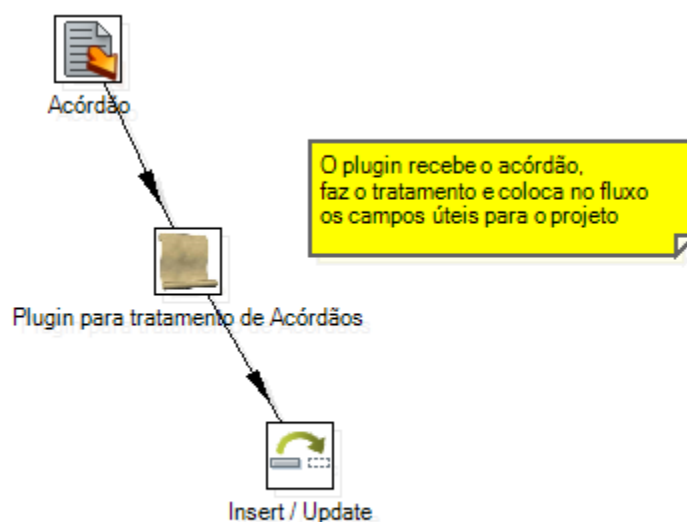 Acórdão
O plugin recebe o acórdão,
faz o tratamento e coloca no fluxo
os campos úteis para o projeto
Plugin para tratamento de Acórdãos
Insert / Update